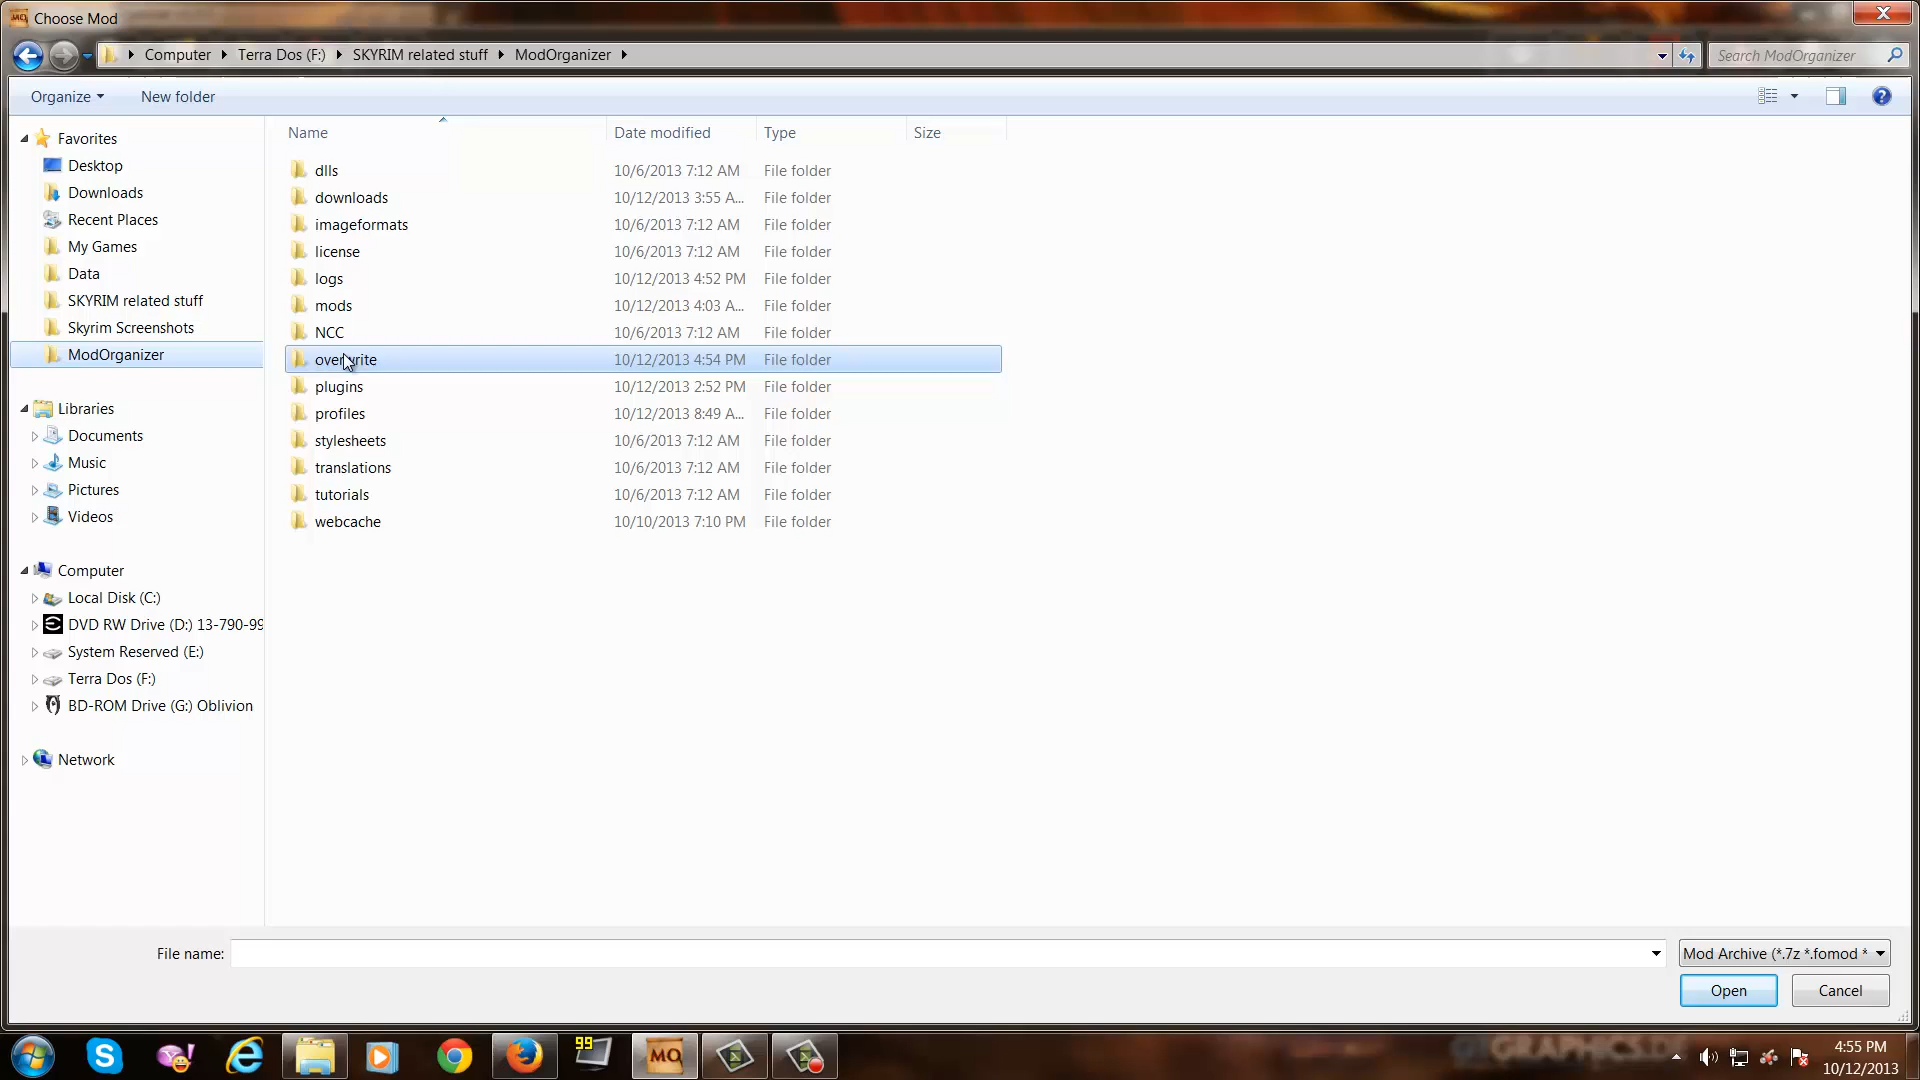 Choose Mod
Computer Terra Dos (F:) SKYRIM related stuff ModOrganizer
Search ModOrganizer
Organize New folder
Name Date modified Type Size
Favorites
Desktop
Downloads
Recent Places
My Games
Data
SKYRIM related stuff
Skyrim Screenshots
ModOrganizer
Libraries
Documents
Music
Pictures
Videos
Computer
Local Disk (C:)
DVD RW Drive (D:) 13-790-99
System Reserved (E:)
Terra Dos (F:)
BD-ROM Drive (G:) Oblivion
Network
dlls 10/6/2013 7:12 AM File folder
downloads 10/12/2013 3:55 A... File folder
imageformats 10/6/2013 7:12 AM File folder
license 10/6/2013 7:12 AM File folder
logs 10/12/2013 4:52 PM File folder
mods 10/12/2013 4:03 A... File folder
NCC 10/6/2013 7:12 AM File folder
overwrite 10/12/2013 4:54 PM File folder
plugins 10/12/2013 2:52 PM File folder
profiles 10/12/2013 8:49 A... File folder
stylesheets 10/6/2013 7:12 AM File folder
translations 10/6/2013 7:12 AM File folder
tutorials 10/6/2013 7:12 AM File folder
webcache 10/10/2013 7:10 PM File folder
File name:
Mod Archive (*.7z *.fomod *
Open Cancel
99
MO
4:55 PM
10/12/2013